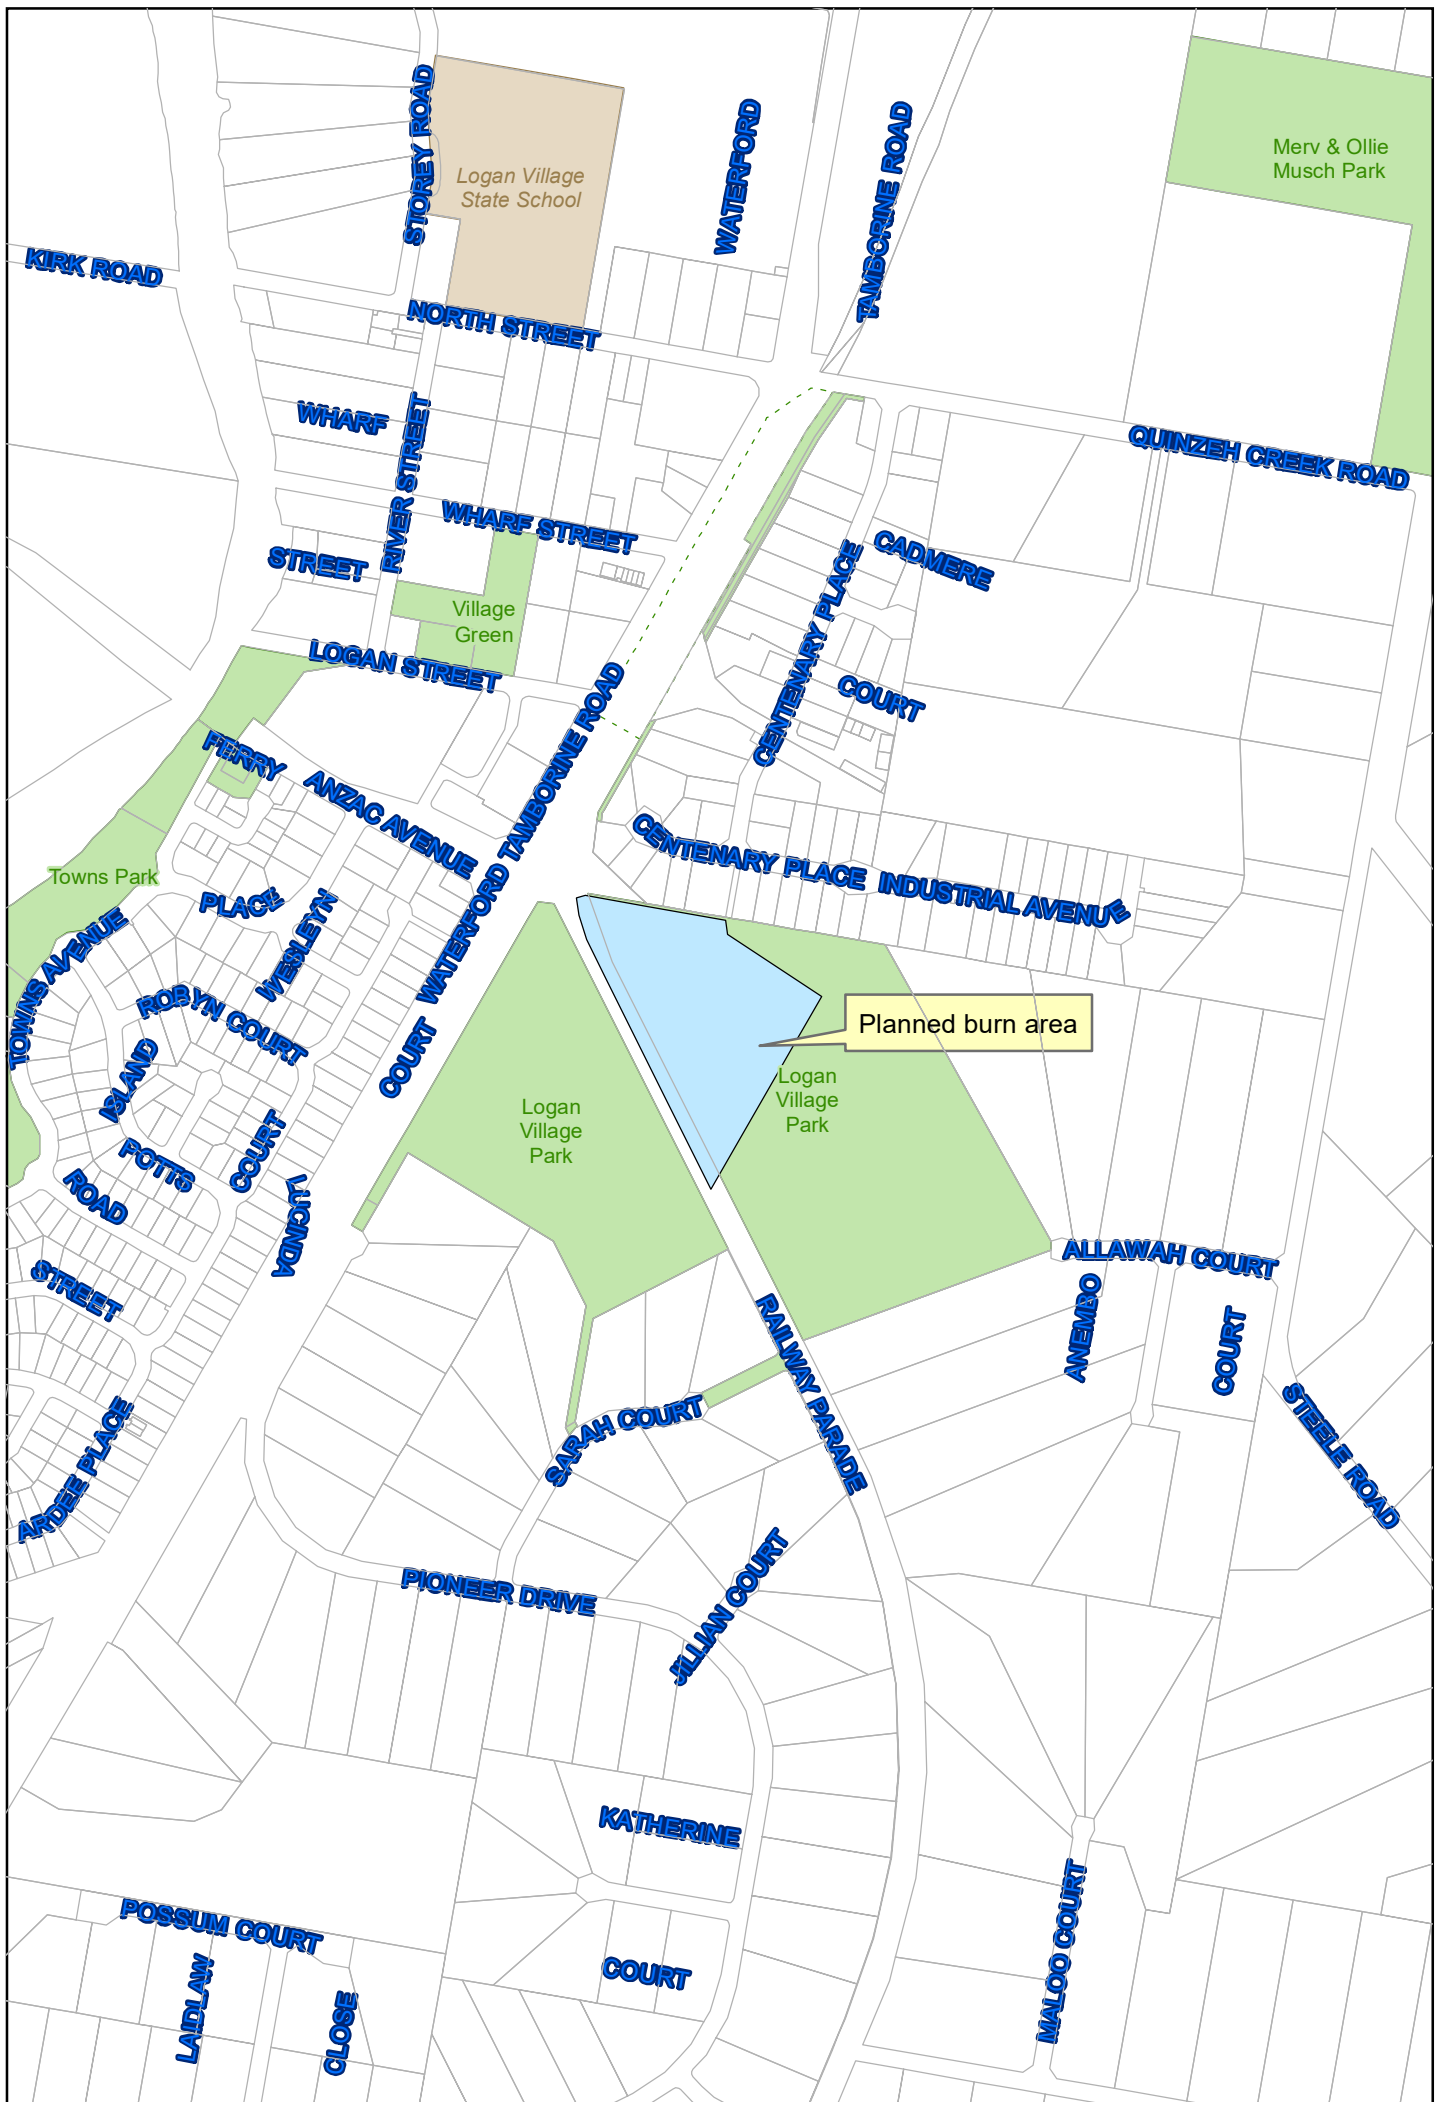 STOREY ROAD
WATERFORD
TAMBORINE ROAD
Merv & Ollie
Musch Park
Logan Village
State School
KIRK ROAD
NORTH STREET
WHARF
RIVER STREET
QUINZEH CREEK ROAD
WHARF STREET
STREET
CADMERE
CENTENARY PLACE
Village
Green
LOGAN STREET
COURT
FERRY
ANZAC AVENUE
WATERFORD TAMBORINE ROAD
CENTENARY PLACE
INDUSTRIAL AVENUE
Towns Park
PLACE
WESLEYN
TOWNS AVENUE
ROBYN COURT
COURT
Planned burn area
ISLAND
Logan
Village
Park
Logan
Village
Park
POTTS
COURT
ROAD
LUCINDA
STREET
ALLAWAH COURT
ANEMBO
COURT
RAILWAY PARADE
SARAH COURT
STEELE ROAD
ARDEE PLACE
PIONEER DRIVE
JILLIAN COURT
KATHERINE
POSSUM COURT
MALOO COURT
COURT
LAIDLAW
CLOSE